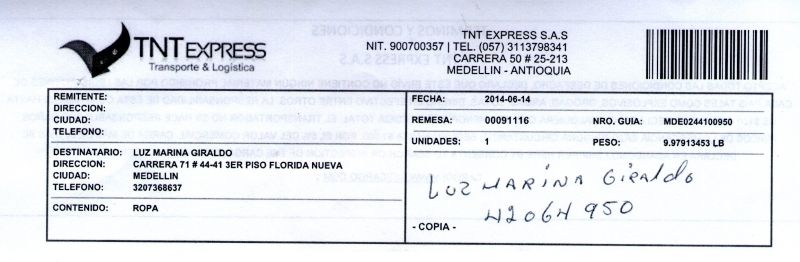 TNT EXPRESS
Transporte & Logística
TNT EXPRESS S.A.S
NIT. 900700357 | TEL. (057) 3113798341
CARRERA 50 # 25-213
MEDELLIN - ANTIOQUIA
REMITENTE:
DIRECCION:
CIUDAD:
TELEFONO:
DESTINATARIO: LUZ MARINA GIRALDO
DIRECCION: CARRERA 71 # 44-41 3ER PISO FLORIDA NUEVA
CIUDAD: MEDELLIN
TELEFONO: 3207368637
CONTENIDO: ROPA
FECHA: 2014-06-14
REMESA: 00091116 NRO. GUIA: MDE0244100950
UNIDADES: 1 PESO: 9.97913453 LB
LUZ MARINA GIRALDO
42064950
- COPIA -